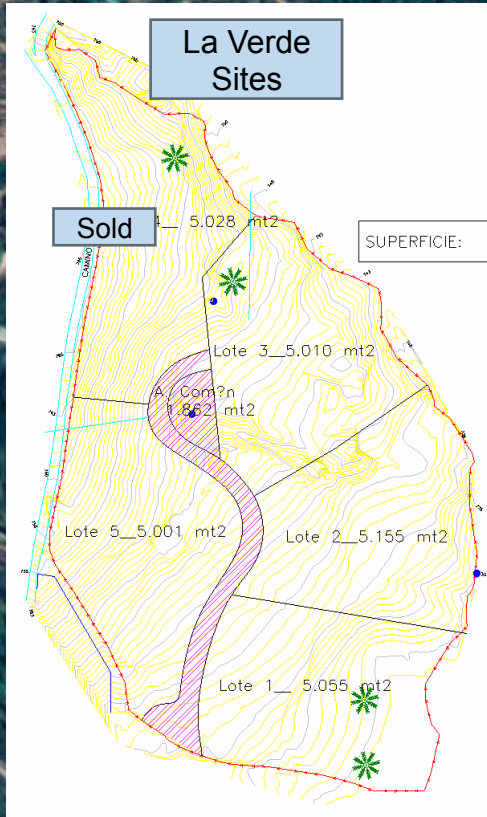 La Verde
Sites
Sold
4__ 5.028 mt2
SUPERFICIE:
CAMINO
Lote 3__5.010 mt2
A. Com?n
1.862 mt2
Lote 5__5.001 mt2
Lote 2__5.155 mt2
Lote 1__ 5.055 mt2